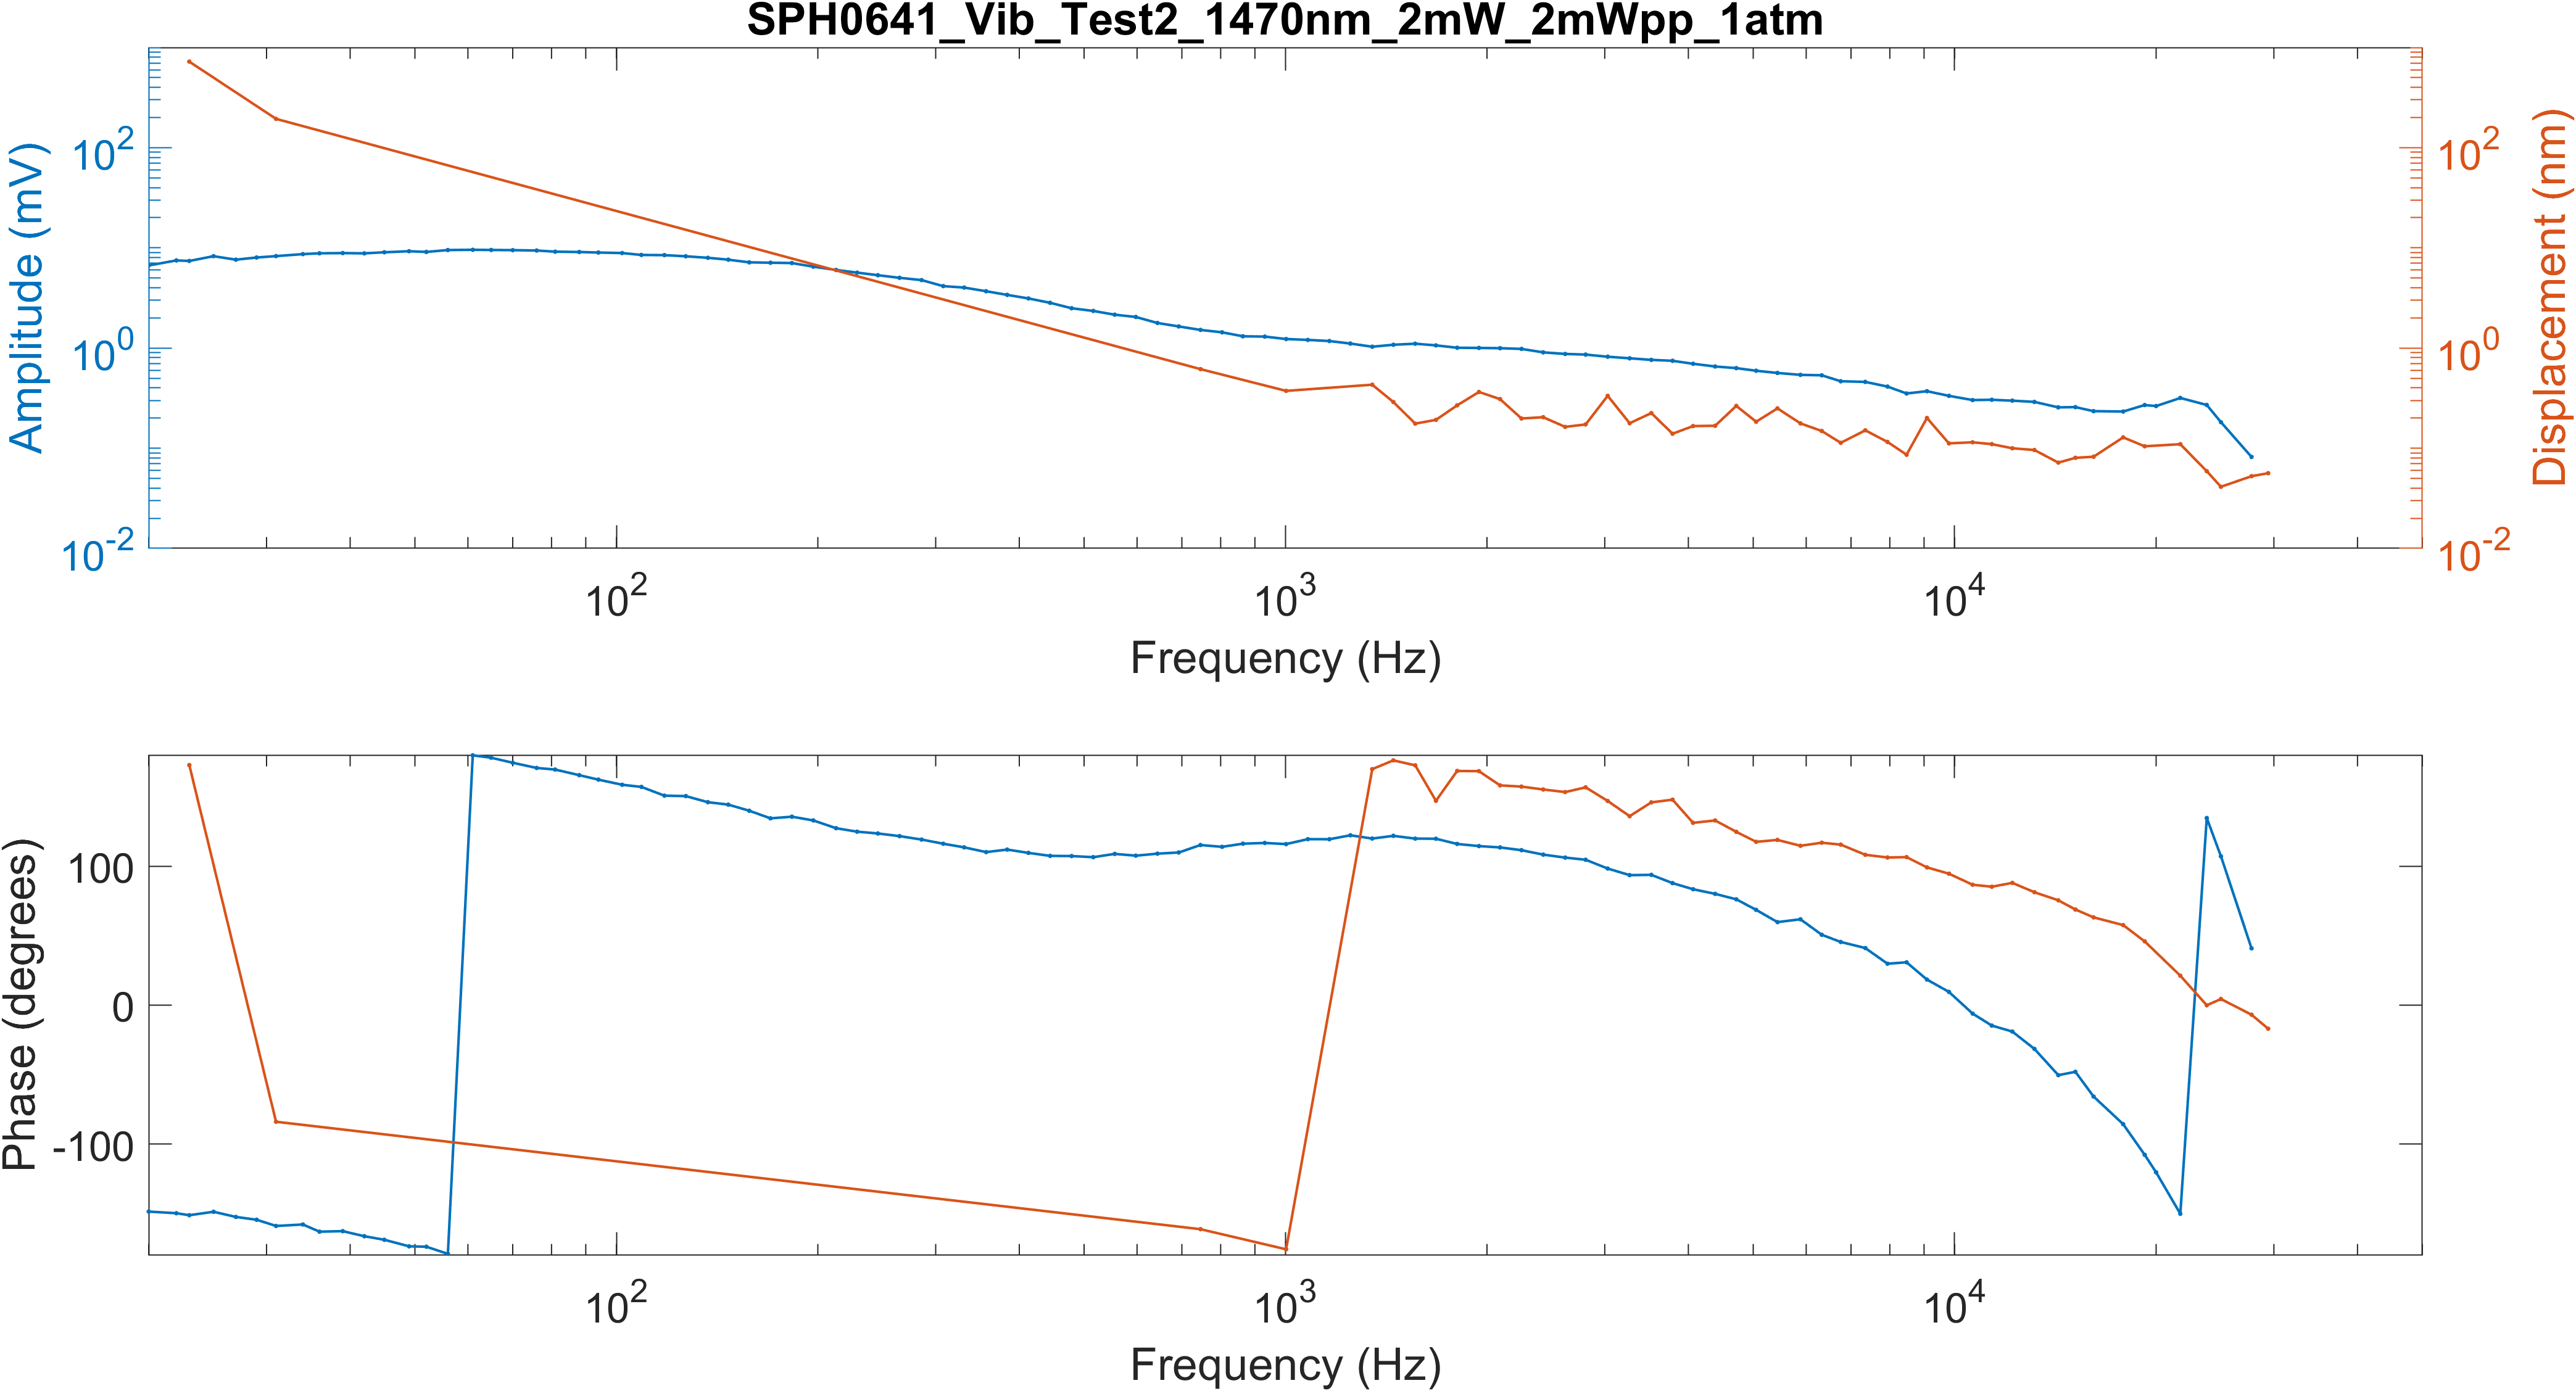 SPH0641_Vib_Test2_1470nm_2mW_2mWpp_1atm
Amplitude (mV)
10^2
10^0
10^-2
Displacement (nm)
10^2
10^0
10^-2
10^2 10^3 10^4
Frequency (Hz)
Phase (degrees)
100
0
-100
10^2 10^3 10^4
Frequency (Hz)